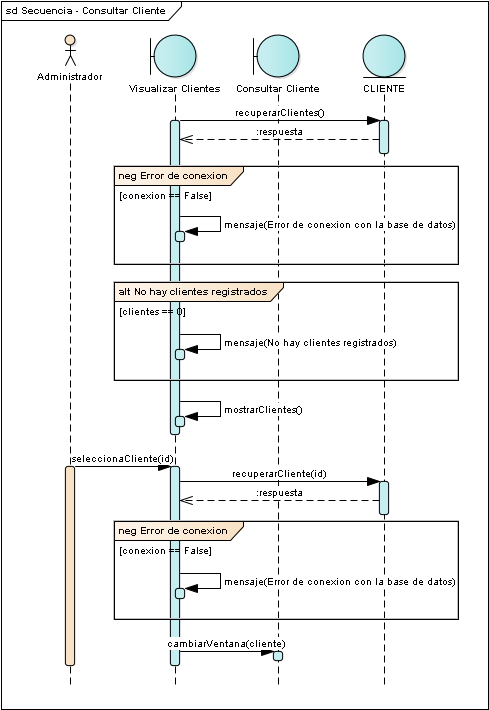 sd Secuencia - Consultar Cliente
Administrador
Visualizar Clientes
Consultar Cliente
CLIENTE
recuperarClientes()
:respuesta
neg Error de conexion
[conexion == False]
mensaje(Error de conexion con la base de datos)
alt No hay clientes registrados
[clientes == 0]
mensaje(No hay clientes registrados)
mostrarClientes()
seleccionaCliente(id)
recuperarCliente(id)
:respuesta
neg Error de conexion
[conexion == False]
mensaje(Error de conexion con la base de datos)
cambiarVentana(cliente)